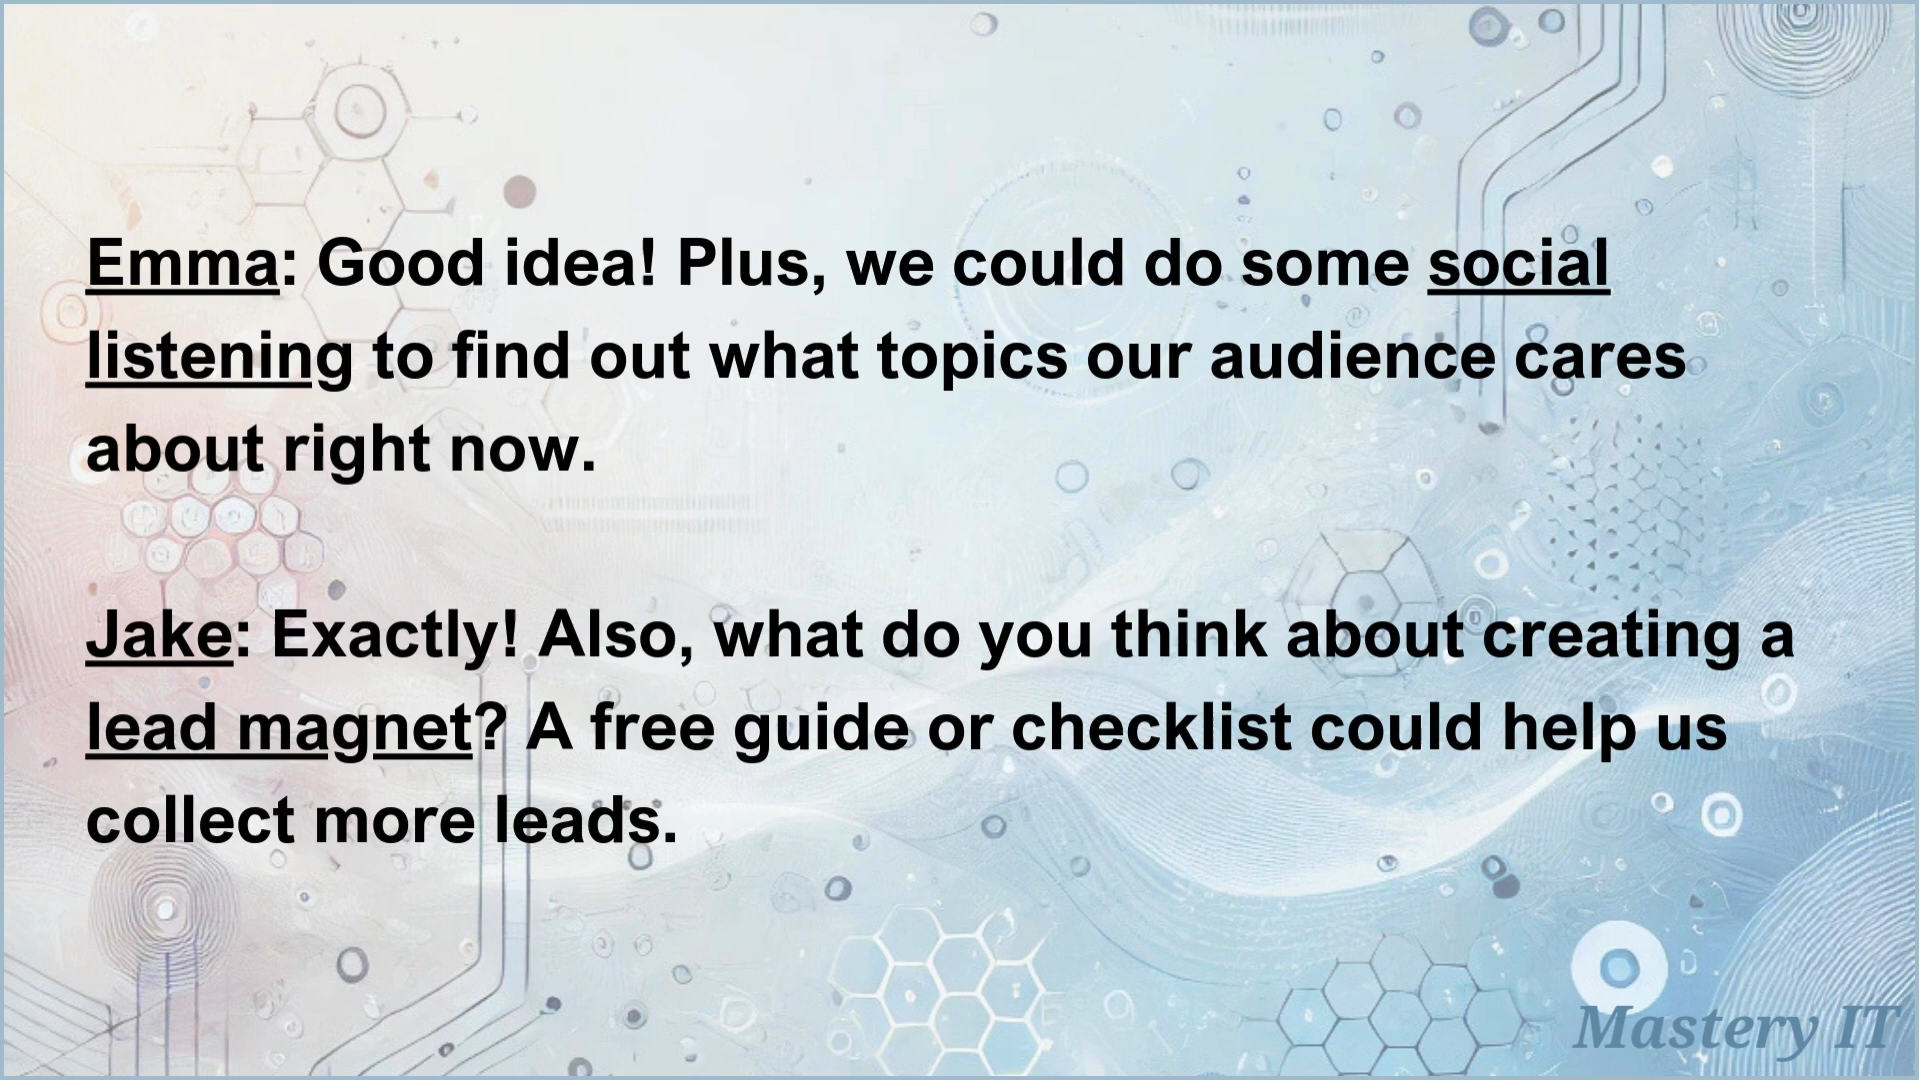 Emma: Good idea! Plus, we could do some social
listening to find out what topics our audience cares
about right now.
Jake: Exactly! Also, what do you think about creating a
lead magnet? A free guide or checklist could help us
collect more leads.
Mastery IT